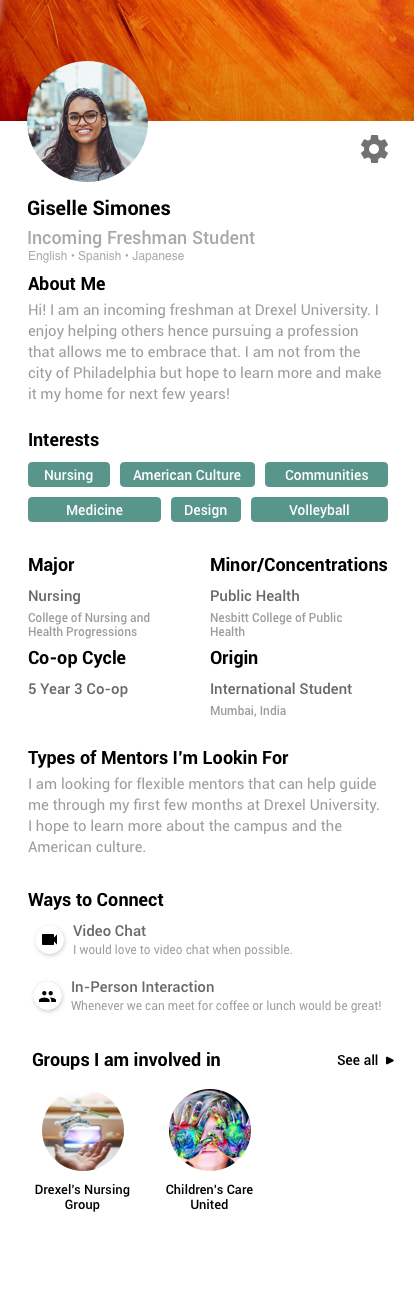 Giselle Simones
Incoming Freshman Student
English • Spanish • Japanese
About Me
Hi! I am an incoming freshman at Drexel University. I
enjoy helping others hence pursuing a profession
that allows me to embrace that. I am not from the
city of Philadelphia but hope to learn more and make
it my home for next few years!
Interests
Nursing American Culture Communities
Medicine Design Volleyball
Major
Nursing
College of Nursing and
Health Progressions
Minor/Concentrations
Public Health
Nesbitt College of Public
Health
Co-op Cycle
5 Year 3 Co-op
Origin
International Student
Mumbai, India
Types of Mentors I'm Lookin For
I am looking for flexible mentors that can help guide
me through my first few months at Drexel University.
I hope to learn more about the campus and the
American culture.
Ways to Connect
Video Chat
I would love to video chat when possible.
In-Person Interaction
Whenever we can meet for coffee or lunch would be great!
Groups I am involved in
See all
Drexel's Nursing
Group
Children's Care
United